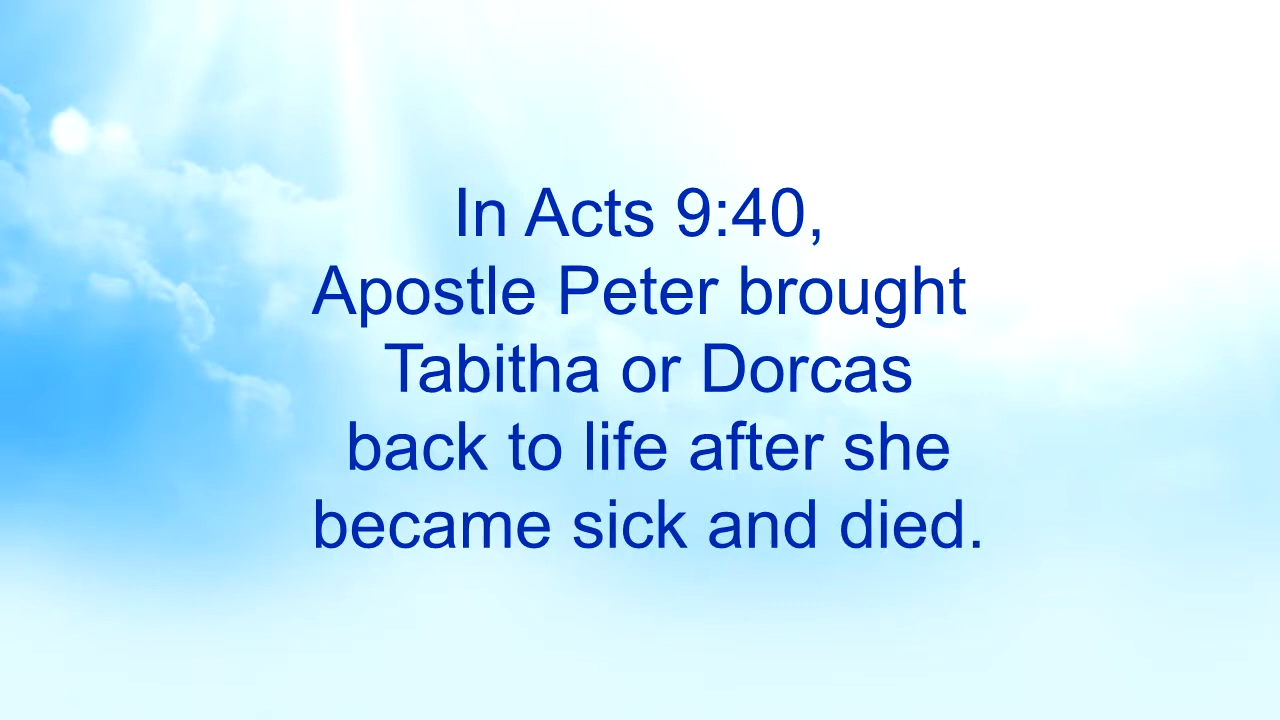 In Acts 9:40,
Apostle Peter brought
Tabitha or Dorcas
back to life after she
became sick and died.